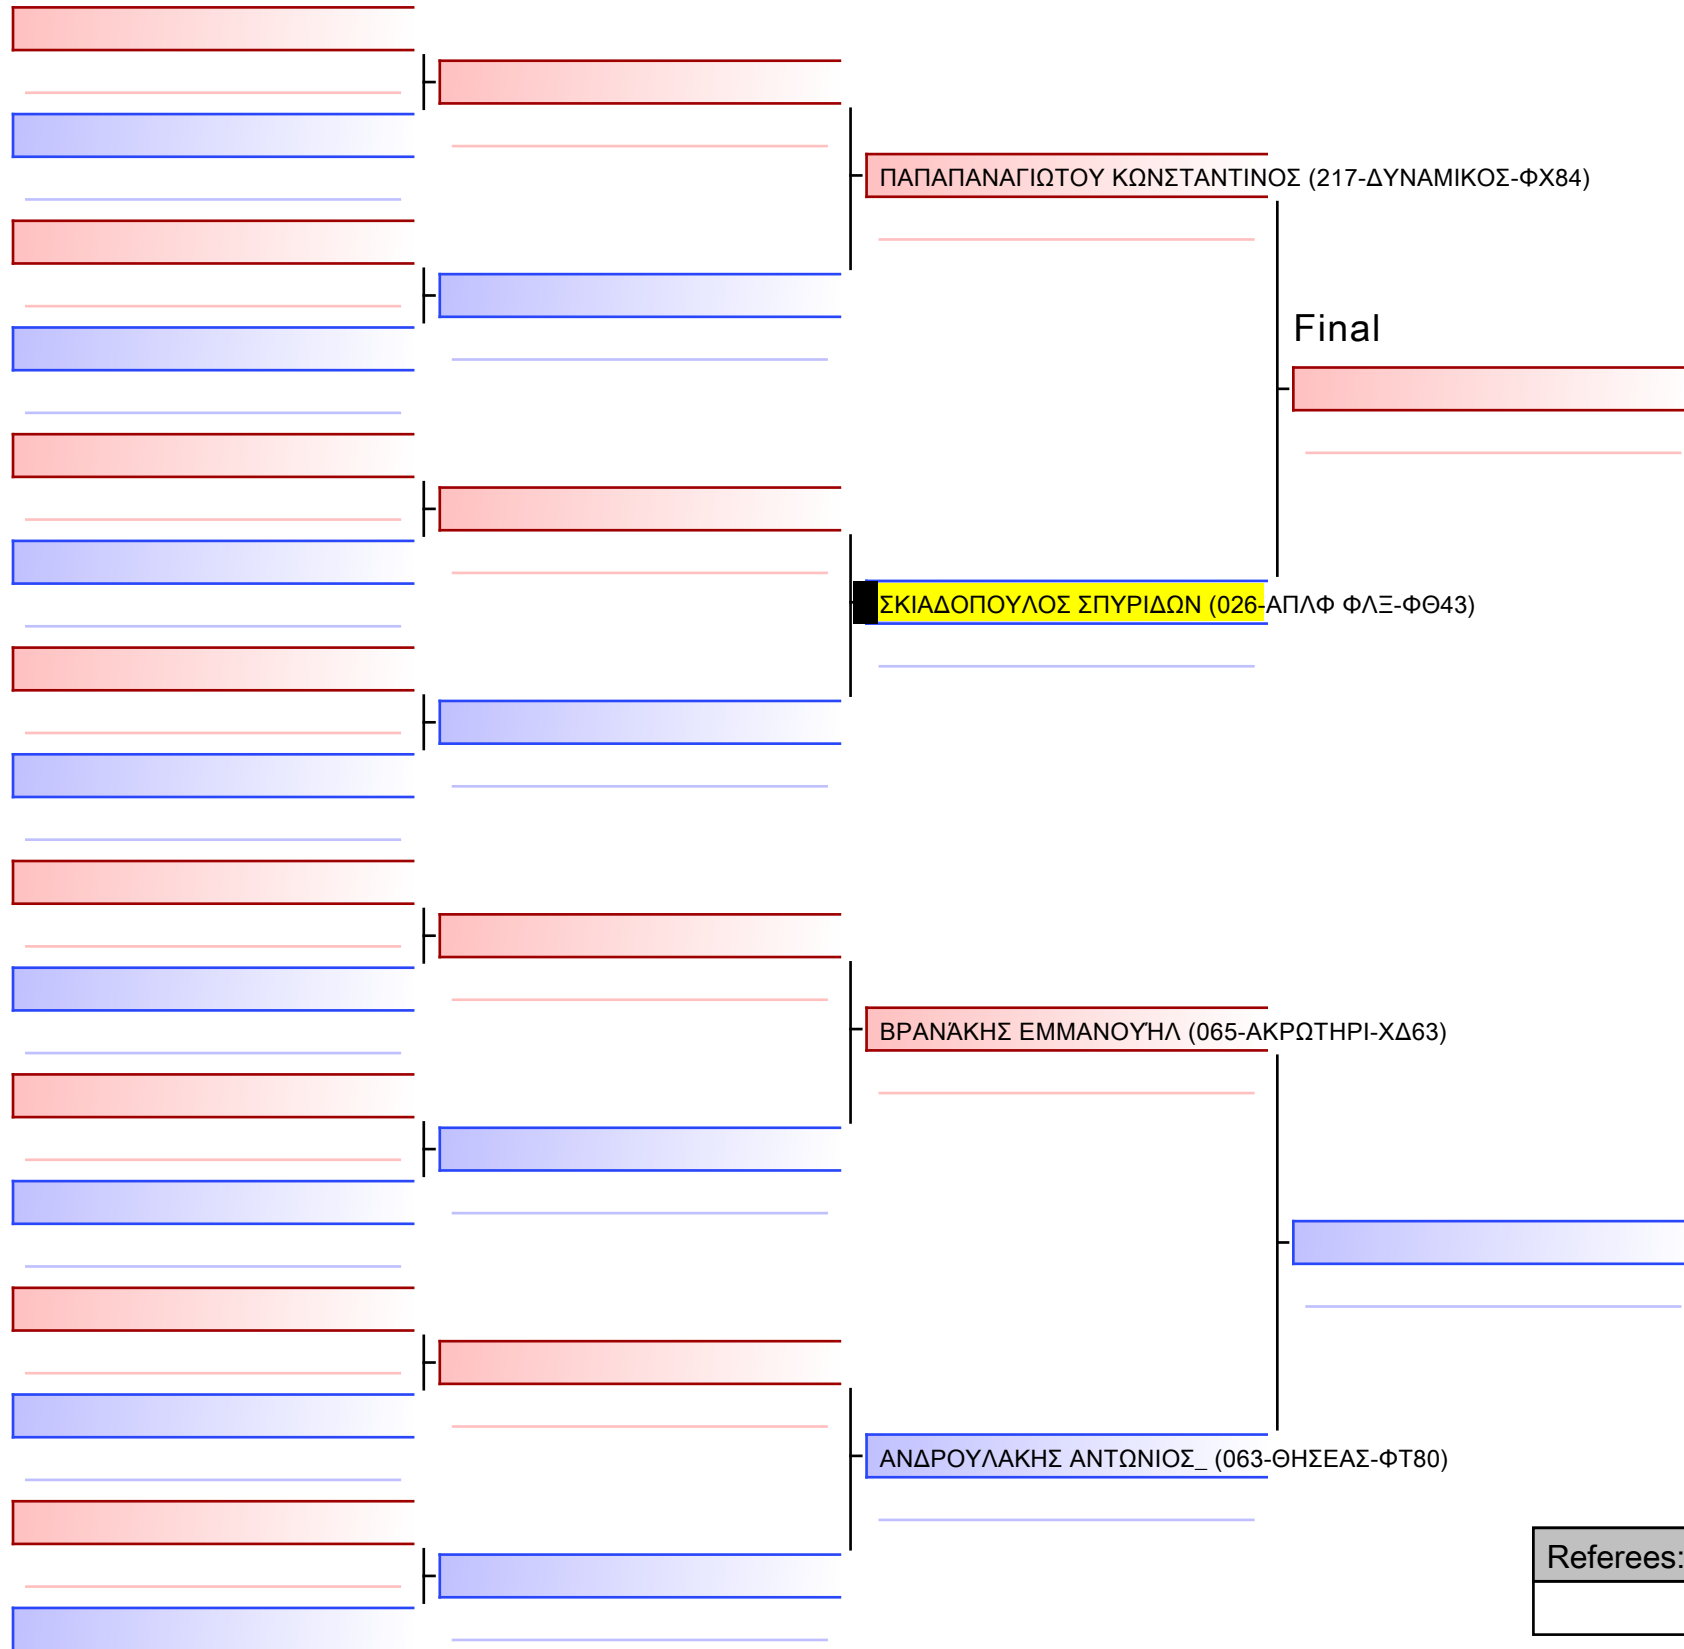 ΠΑΠΑΠΑΝΑΓΙΩΤΟΥ ΚΩΝΣΤΑΝΤΙΝΟΣ (217-ΔΥΝΑΜΙΚΟΣ-ΦΧ84)
Final
ΣΚΙΑΔΟΠΟΥΛΟΣ ΣΠΥΡΙΔΩΝ (026-ΑΠΛΦ ΦΛΞ-ΦΘ43)
ΒΡΑΝΆΚΗΣ ΕΜΜΑΝΟΥΉΛ (065-ΑΚΡΩΤΗΡΙ-ΧΔ63)
ΑΝΔΡΟΥΛΑΚΗΣ ΑΝΤΩΝΙΟΣ_ (063-ΘΗΣΕΑΣ-ΦΤ80)
Referees: